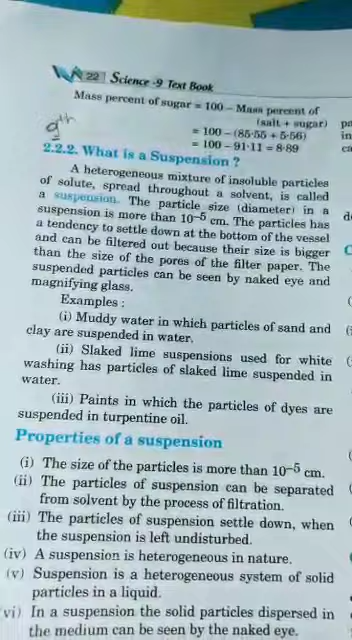 22 Science -9 Text Book
Mass percent of sugar = 100 - Mass percent of
(salt + sugar)
= 100 - (85·55 + 5·56)
= 100 - 91·11 = 8·89
9th
2.2.2. What is a Suspension ?
A heterogeneous mixture of insoluble particles
of solute, spread throughout a solvent, is called
a suspension. The particle size (diameter) in a
suspension is more than 10⁻⁵ cm. The particles has
a tendency to settle down at the bottom of the vessel
and can be filtered out because their size is bigger
than the size of the pores of the filter paper. The
suspended particles can be seen by naked eye and
magnifying glass.
Examples :
(i) Muddy water in which particles of sand and
clay are suspended in water.
(ii) Slaked lime suspensions used for white
washing has particles of slaked lime suspended in
water.
(iii) Paints in which the particles of dyes are
suspended in turpentine oil.
Properties of a suspension
(i) The size of the particles is more than 10⁻⁵ cm.
(ii) The particles of suspension can be separated
from solvent by the process of filtration.
(iii) The particles of suspension settle down, when
the suspension is left undisturbed.
(iv) A suspension is heterogeneous in nature.
(v) Suspension is a heterogeneous system of solid
particles in a liquid.
vi) In a suspension the solid particles dispersed in
the medium can be seen by the naked eye.